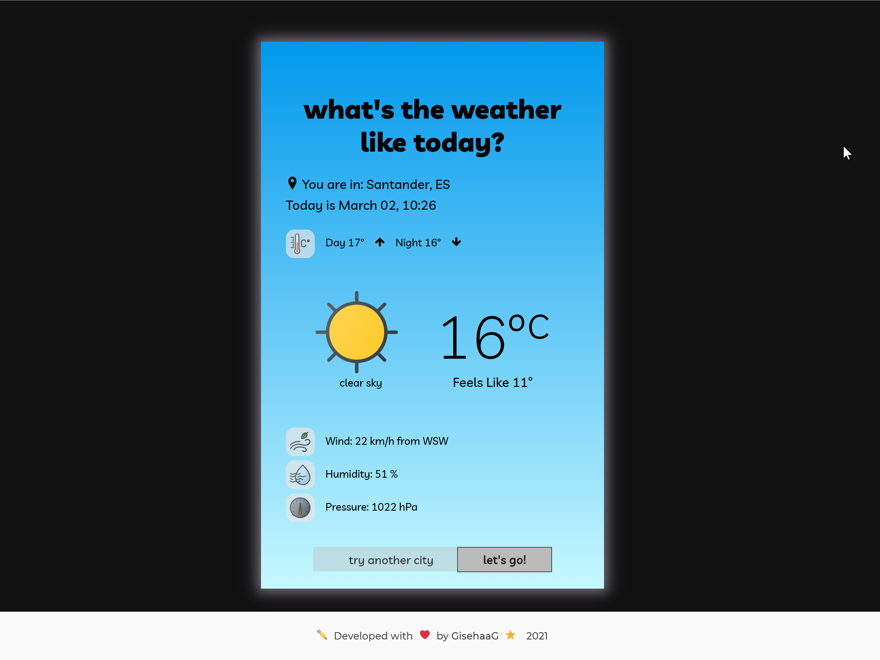 what's the weather
like today?
You are in: Santander, ES
Today is March 02, 10:26
C° Day 17° Night 16°
16ºC
clear sky Feels Like 11°
Wind: 22 km/h from WSW
Humidity: 51 %
Pressure: 1022 hPa
try another city let's go!
Developed with by GisehaaG 2021